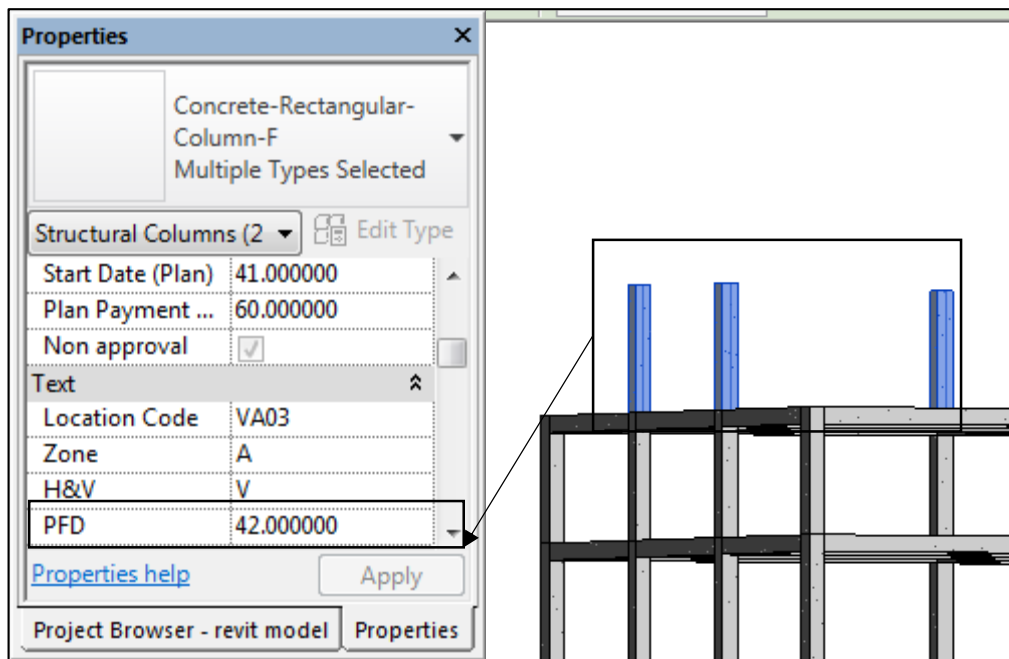 Properties
Concrete-Rectangular-
Column-F
Multiple Types Selected
Structural Columns (2
Edit Type
Start Date (Plan) 41.000000
Plan Payment ... 60.000000
Non approval
Text
Location Code VA03
Zone A
H&V V
PFD 42.000000
Properties help
Apply
Project Browser - revit model
Properties